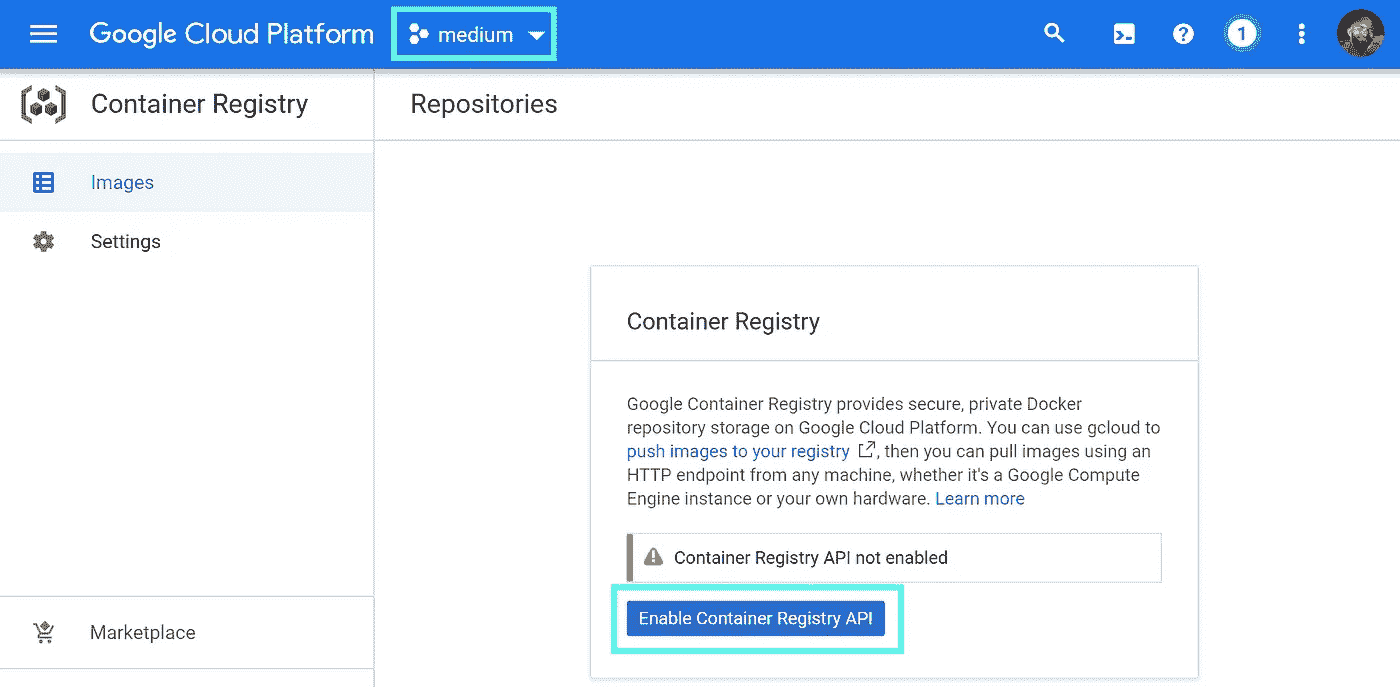 Google Cloud Platform
medium
1
Container Registry
Repositories
Images
Settings
Marketplace
Container Registry
Google Container Registry provides secure, private Docker
repository storage on Google Cloud Platform. You can use gcloud to
push images to your registry , then you can pull images using an
HTTP endpoint from any machine, whether it's a Google Compute
Engine instance or your own hardware. Learn more
Container Registry API not enabled
Enable Container Registry API